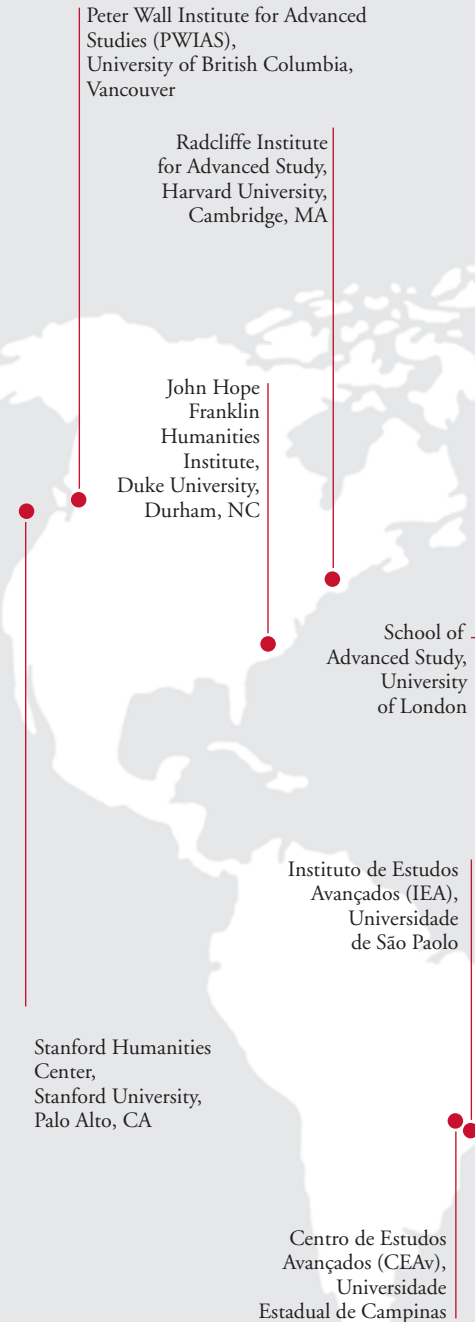 Peter Wall Institute for Advanced
Studies (PWIAS),
University of British Columbia,
Vancouver
Radcliffe Institute
for Advanced Study,
Harvard University,
Cambridge, MA
John Hope
Franklin
Humanities
Institute,
Duke University,
Durham, NC
School of
Advanced Study,
University
of London
Instituto de Estudos
Avançados (IEA),
Universidade
de São Paolo
Stanford Humanities
Center,
Stanford University,
Palo Alto, CA
Centro de Estudos
Avançados (CEAv),
Universidade
Estadual de Campinas